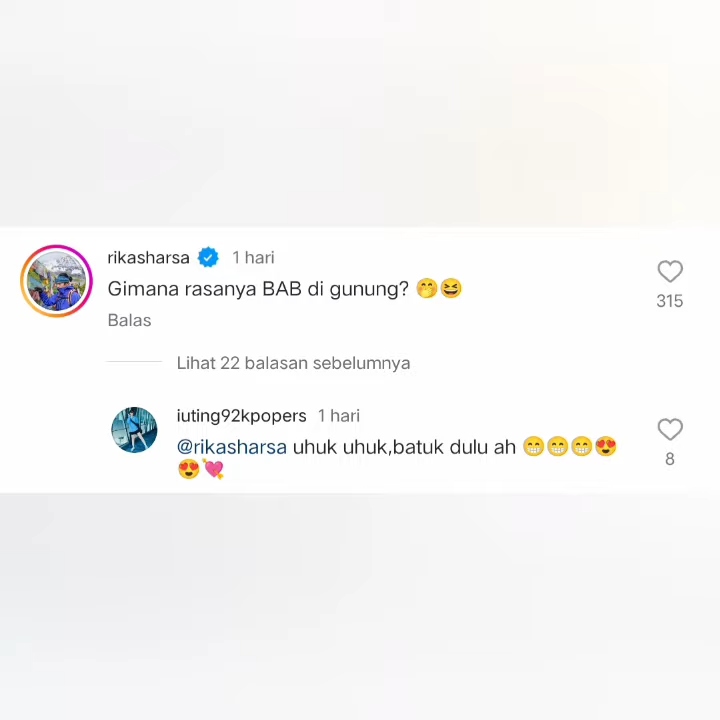 rikasharsa 1 hari
Gimana rasanya BAB di gunung? 🤭😆
315
Balas
Lihat 22 balasan sebelumnya
iuting92kpopers 1 hari
@rikasharsa uhuk uhuk,batuk dulu ah 😁😁😁😍
😍💘
8